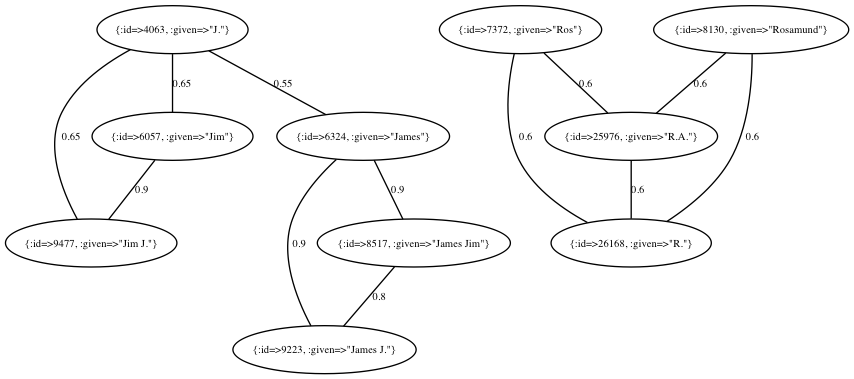 {:id=>4063, :given=>"J."}
{:id=>7372, :given=>"Ros"}
{:id=>8130, :given=>"Rosamund"}
0.65
0.55
0.6
0.6
{:id=>6057, :given=>"Jim"}
{:id=>6324, :given=>"James"}
{:id=>25976, :given=>"R.A."}
0.65
0.6
0.6
0.9
0.9
0.6
{:id=>9477, :given=>"Jim J."}
0.9
{:id=>8517, :given=>"James Jim"}
{:id=>26168, :given=>"R."}
0.8
{:id=>9223, :given=>"James J."}